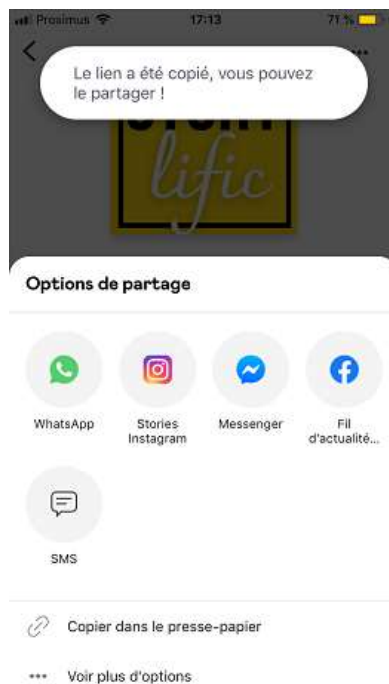 Proximus 17:13 71 %
Le lien a été copié, vous pouvez
le partager !
lific
Options de partage
WhatsApp
Stories
Instagram
Messenger
Fil
d'actualité...
SMS
Copier dans le presse-papier
Voir plus d'options